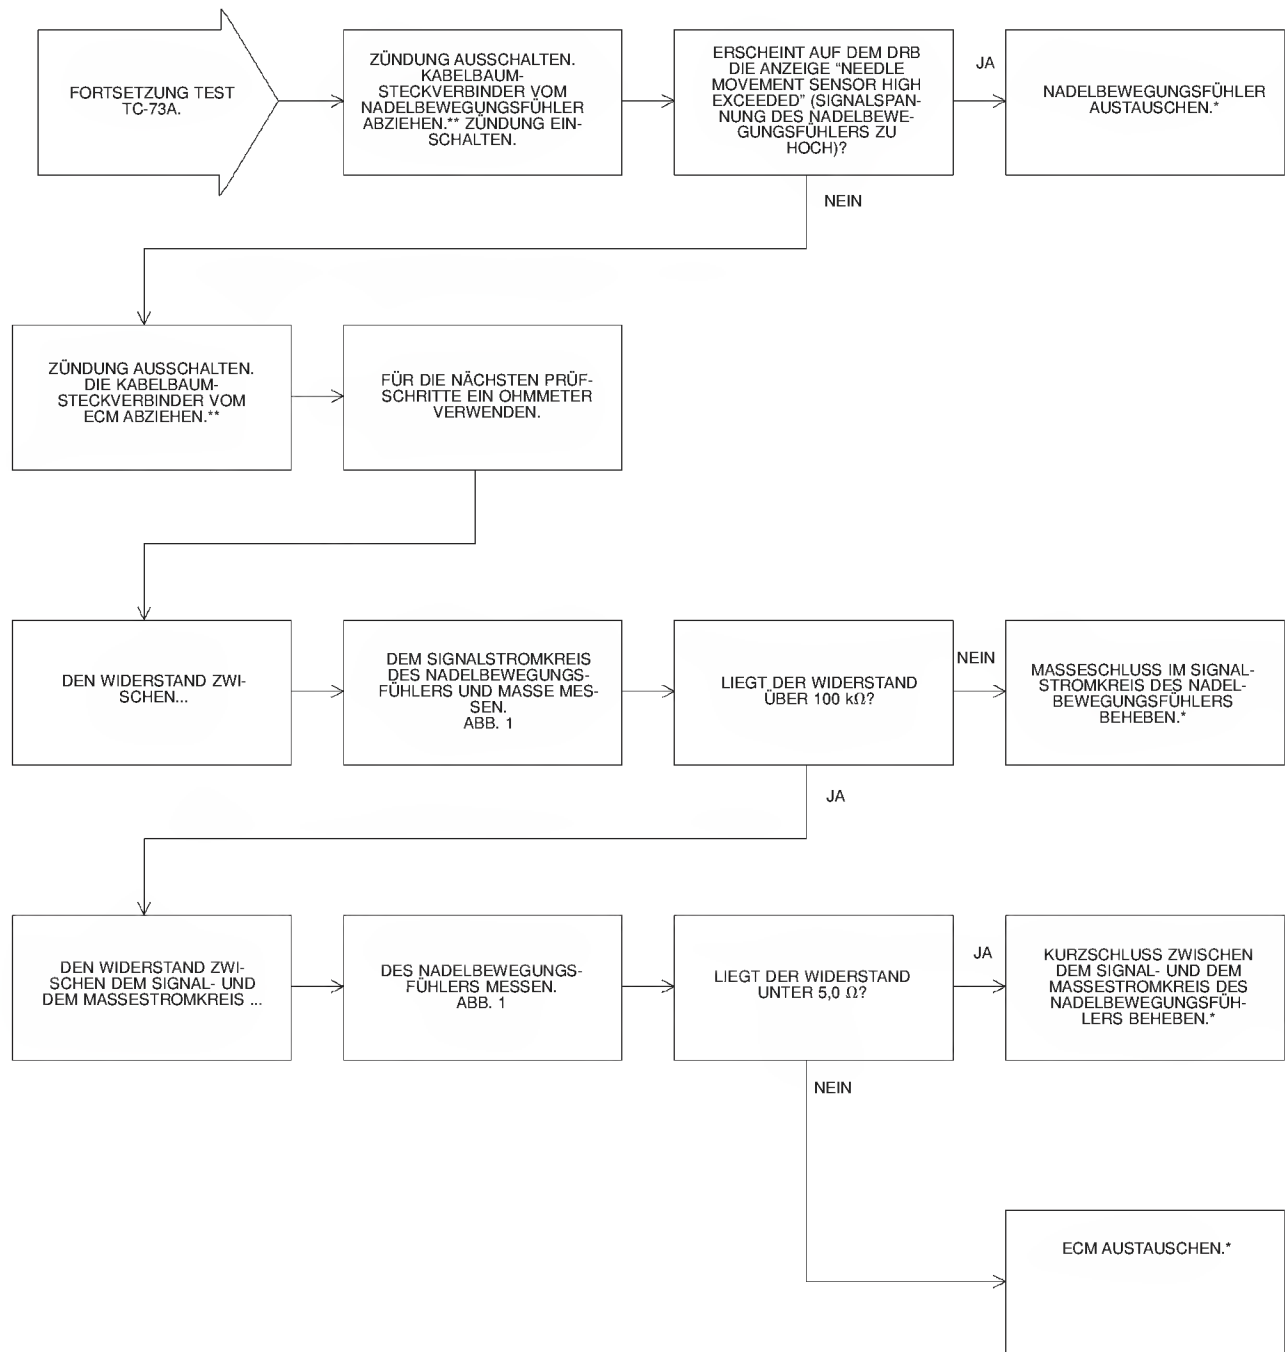 FORTSETZUNG TEST
TC-73A.
ZÜNDUNG AUSSCHALTEN.
KABELBAUM-
STECKVERBINDER VOM
NADELBEWEGUNGSFÜHLER
ABZIEHEN.** ZÜNDUNG EIN-
SCHALTEN.
ERSCHEINT AUF DEM DRB
DIE ANZEIGE “NEEDLE
MOVEMENT SENSOR HIGH
EXCEEDED” (SIGNALSPAN-
NUNG DES NADELBEWE-
GUNGSFÜHLERS ZU
HOCH)?
JA
NADELBEWEGUNGSFÜHLER
AUSTAUSCHEN.*
NEIN
ZÜNDUNG AUSSCHALTEN.
DIE KABELBAUM-
STECKVERBINDER VOM
ECM ABZIEHEN.**
FÜR DIE NÄCHSTEN PRÜF-
SCHRITTE EIN OHMMETER
VERWENDEN.
DEN WIDERSTAND ZWI-
SCHEN...
DEM SIGNALSTROMKREIS
DES NADELBEWEGUNGS-
FÜHLERS UND MASSE MES-
SEN.
ABB. 1
LIEGT DER WIDERSTAND
ÜBER 100 kΩ?
NEIN
MASSESCHLUSS IM SIGNAL-
STROMKREIS DES NADEL-
BEWEGUNGSFÜHLERS
BEHEBEN.*
JA
DEN WIDERSTAND ZWI-
SCHEN DEM SIGNAL- UND
DEM MASSESTROMKREIS ...
DES NADELBEWEGUNGS-
FÜHLERS MESSEN.
ABB. 1
LIEGT DER WIDERSTAND
UNTER 5,0 Ω?
JA
KURZSCHLUSS ZWISCHEN
DEM SIGNAL- UND DEM
MASSESTROMKREIS DES
NADELBEWEGUNGSFÜH-
LERS BEHEBEN.*
NEIN
ECM AUSTAUSCHEN.*